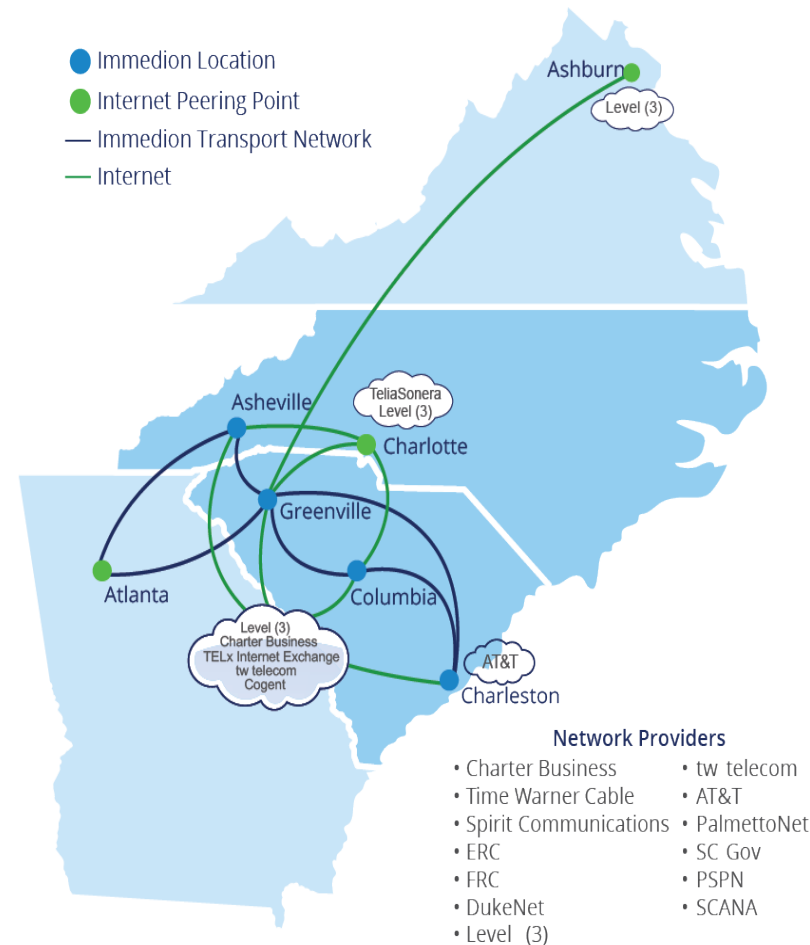 Immedion Location
Internet Peering Point
Immedion Transport Network
Internet
Ashburn
Level (3)
TeliaSonera
Level (3)
Asheville
Charlotte
Greenville
Atlanta
Columbia
Level (3)
Charter Business
TELx Internet Exchange
tw telecom
Cogent
AT&T
Charleston
Network Providers
• Charter Business
• Time Warner Cable
• Spirit Communications
• ERC
• FRC
• DukeNet
• Level (3)
• tw telecom
• AT&T
• PalmettoNet
• SC Gov
• PSPN
• SCANA